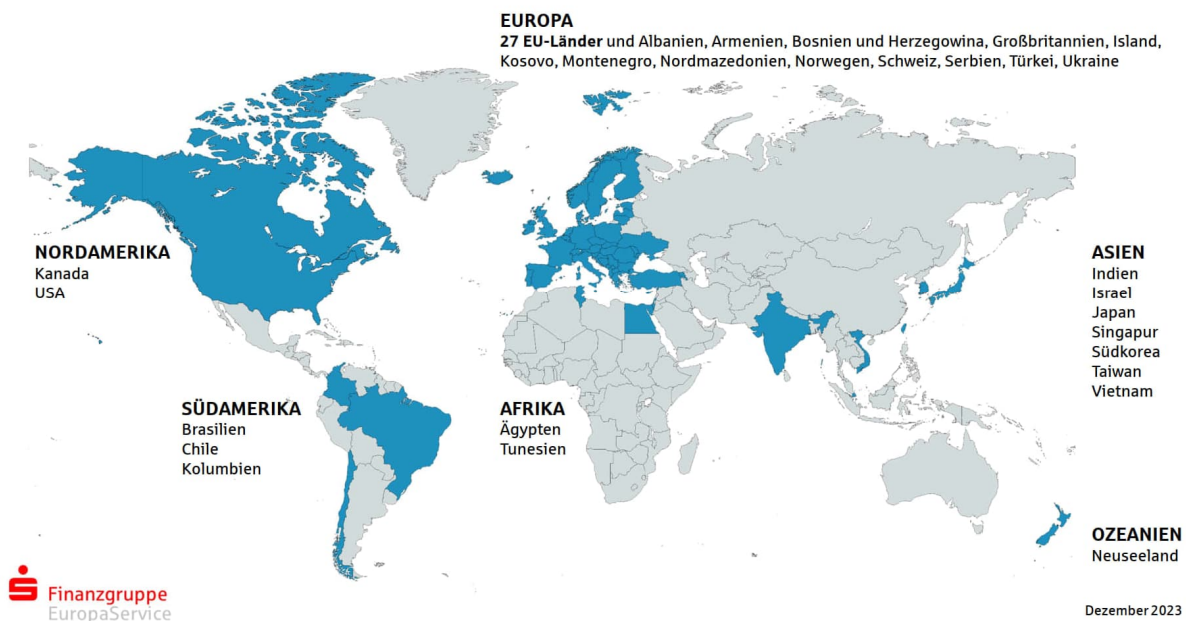 EUROPA
27 EU-Länder und Albanien, Armenien, Bosnien und Herzegowina, Großbritannien, Island,
Kosovo, Montenegro, Nordmazedonien, Norwegen, Schweiz, Serbien, Türkei, Ukraine
NORDAMERIKA
Kanada
USA
ASIEN
Indien
Israel
Japan
Singapur
Südkorea
Taiwan
Vietnam
SÜDAMERIKA
Brasilien
Chile
Kolumbien
AFRIKA
Ägypten
Tunesien
OZEANIEN
Neuseeland
Finanzgruppe
EuropaService
Dezember 2023